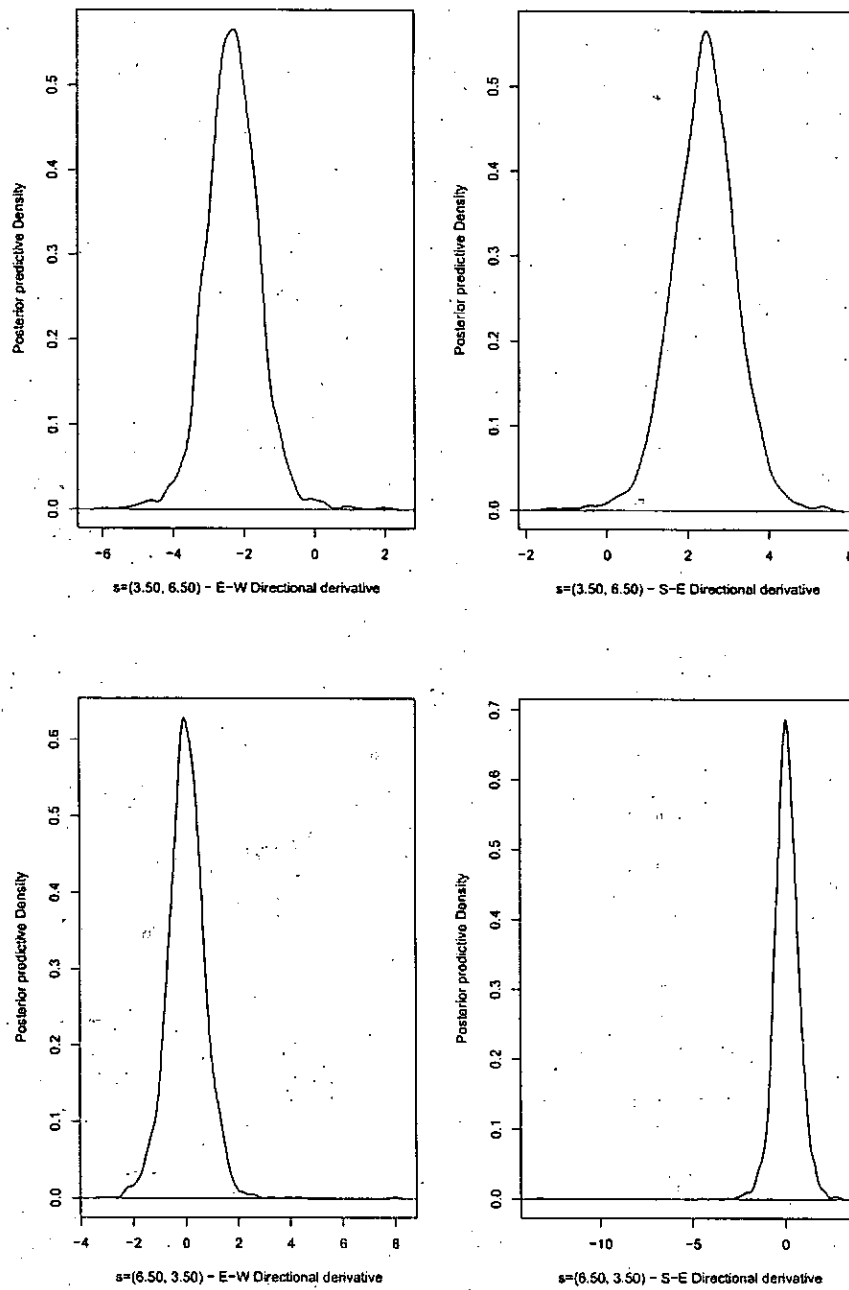 Posterior predictive Density
0.0 0.1 0.2 0.3 0.4 0.5
-6 -4 -2 0 2
s=(3.50, 6.50) - E-W Directional derivative
Posterior predictive Density
0.0 0.1 0.2 0.3 0.4 0.5
-2 0 2 4 6
s=(3.50, 6.50) - S-E Directional derivative
Posterior predictive Density
0.0 0.1 0.2 0.3 0.4 0.5 0.6
-4 -2 0 2 4 6 8
s=(6.50, 3.50) - E-W Directional derivative
Posterior predictive Density
0.0 0.1 0.2 0.3 0.4 0.5 0.6 0.7
-10 -5 0
s=(6.50, 3.50) - S-E Directional derivative